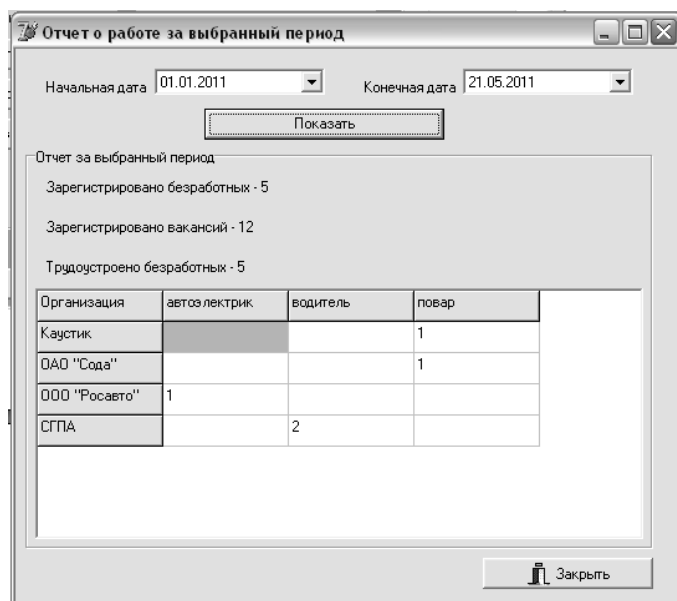 Отчет о работе за выбранный период
Начальная дата 01.01.2011 Конечная дата 21.05.2011
Показать
Отчет за выбранный период
Зарегистрировано безработных - 5
Зарегистрировано вакансий - 12
Трудоустроено безработных - 5
Организация автоэлектрик водитель повар
Каустик 1
ОАО "Сода" 1
ООО "Росавто" 1
СГПА 2
Закрыть